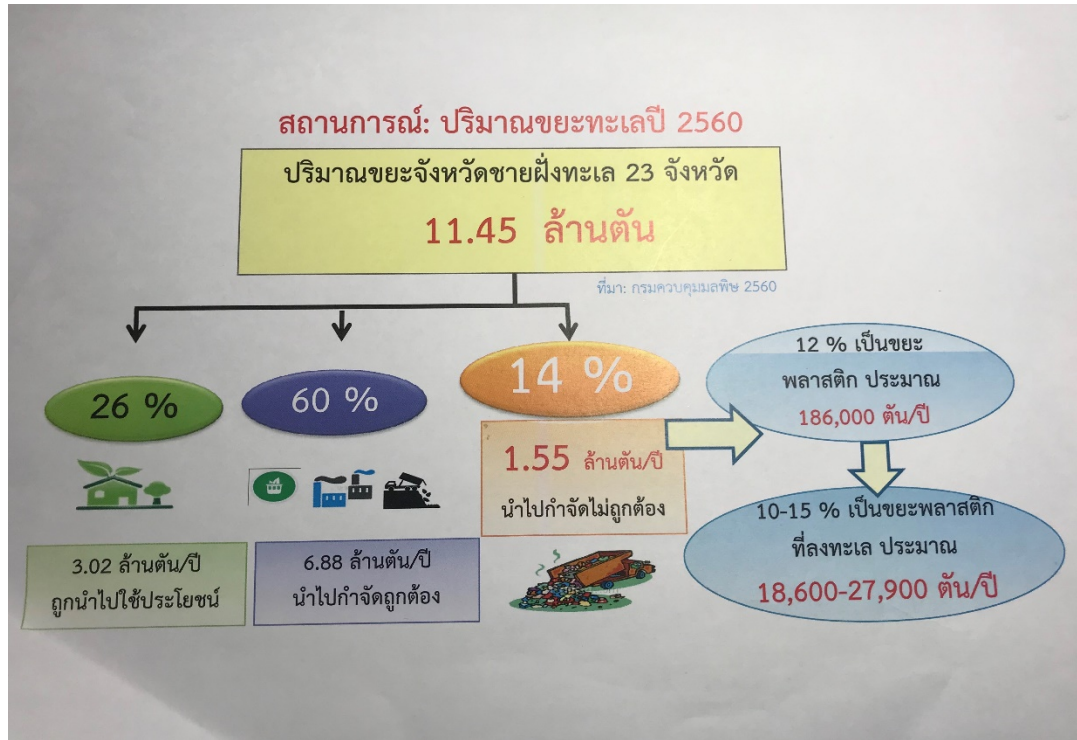 สถานการณ์: ปริมาณขยะทะเลปี 2560
ปริมาณขยะจังหวัดชายฝั่งทะเล 23 จังหวัด
11.45 ล้านตัน
ที่มา: กรมควบคุมมลพิษ 2560
26 %
60 %
14 %
3.02 ล้านตัน/ปี
ถูกนำไปใช้ประโยชน์
6.88 ล้านตัน/ปี
นำไปกำจัดถูกต้อง
1.55 ล้านตัน/ปี
นำไปกำจัดไม่ถูกต้อง
12 % เป็นขยะ
พลาสติก ประมาณ
186,000 ตัน/ปี
10-15 % เป็นขยะพลาสติก
ที่ลงทะเล ประมาณ
18,600-27,900 ตัน/ปี